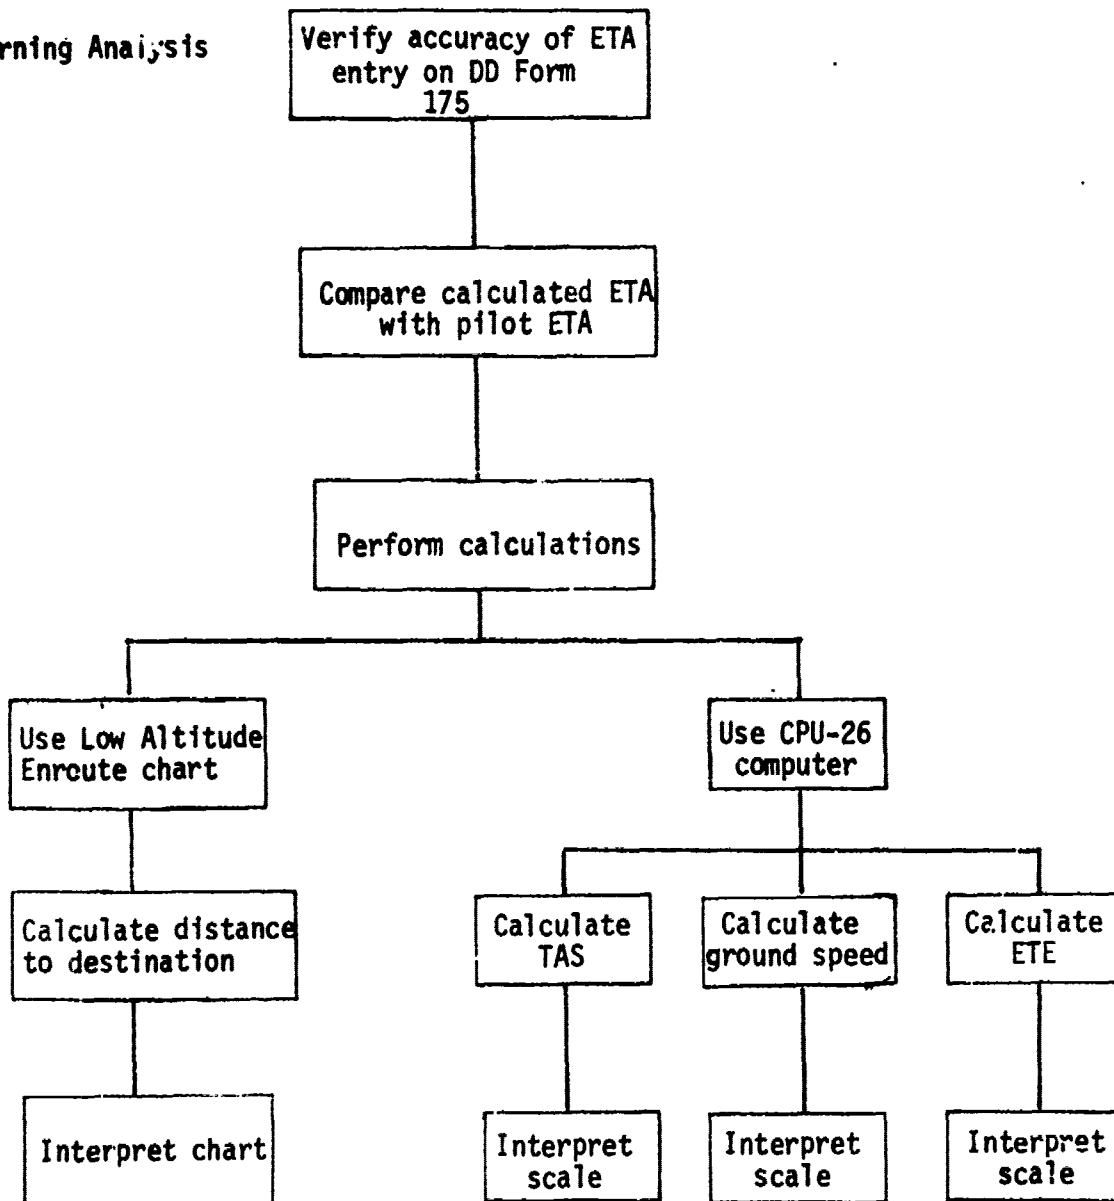 rning Analysis
Verify accuracy of ETA
entry on DD Form
175
Compare calculated ETA
with pilot ETA
Perform calculations
Use Low Altitude
Enroute chart
Use CPU-26
computer
Calculate distance
to destination
Calculate
TAS
Calculate
ground speed
Calculate
ETE
Interpret chart
Interpret
scale
Interpret
scale
Interpret
scale